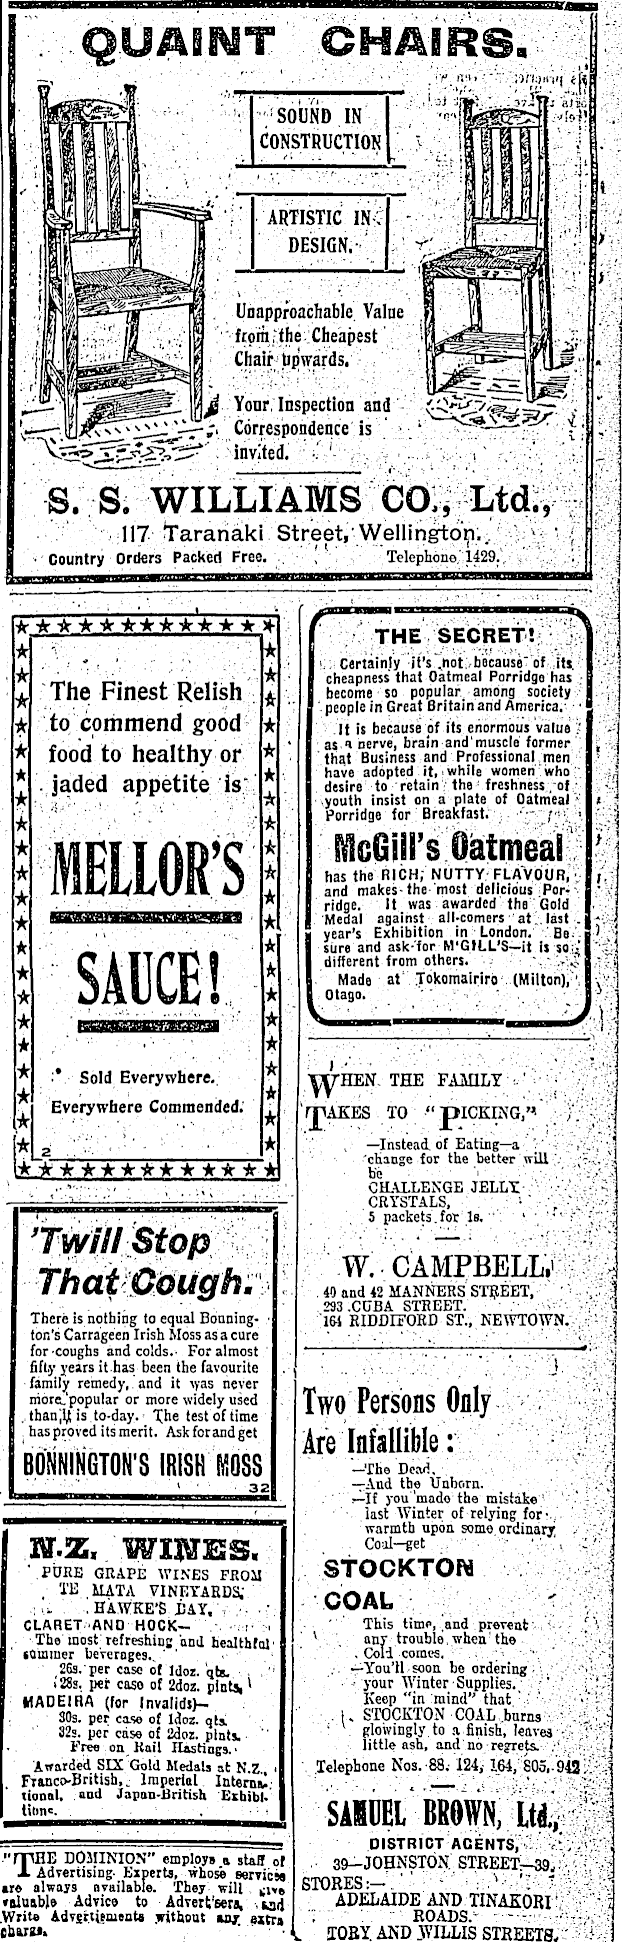 QUAINT CHAIRS.
SOUND IN
CONSTRUCTION
ARTISTIC IN
DESIGN.
Unapproachable Value
from the Cheapest
Chair upwards.
Your Inspection and
Correspondence is
invited.
S. S. WILLIAMS CO., Ltd.,
117 Taranaki Street, Wellington.
Country Orders Packed Free. Telephone 1429.
The Finest Relish
to commend good
food to healthy or
jaded appetite is
MELLOR'S
SAUCE!
Sold Everywhere.
Everywhere Commended.
2
'Twill Stop
That Cough.
There is nothing to equal Bonning-
ton's Carrageen Irish Moss as a cure
for coughs and colds. For almost
fifty years it has been the favourite
family remedy, and it was never
more popular or more widely used
than it is to-day. The test of time
has proved its merit. Ask for and get
BONNINGTON'S IRISH MOSS
32
N.Z. WINES.
PURE GRAPE WINES FROM
TE MATA VINEYARDS,
HAWKE'S BAY.
CLARET AND HOCK—
The most refreshing and healthful
summer beverages.
26s. per case of 1doz. qts.
28s. per case of 2doz. pints.
MADEIRA (for Invalids)—
30s. per case of 1doz. qts.
32s. per case of 2doz. pints.
Free on Rail Hastings.
Awarded SIX Gold Medals at N.Z.,
Franco-British, Imperial Interna-
tional, and Japan-British Exhibi-
tions.
"THE DOMINION" employs a staff of
Advertising Experts, whose services
are always available. They will give
valuable Advice to Advertisers, and
Write Advertiements without any extra
charge.
THE SECRET!
Certainly it's not because of its
cheapness that Oatmeal Porridge has
become so popular among society
people in Great Britain and America.
It is because of its enormous value
as a nerve, brain and muscle former
that Business and Professional men
have adopted it, while women who
desire to retain the freshness of
youth insist on a plate of Oatmeal
Porridge for Breakfast.
McGill's Oatmeal
has the RICH, NUTTY FLAVOUR,
and makes the most delicious Por-
ridge. It was awarded the Gold
Medal against all-comers at last
year's Exhibition in London. Be
sure and ask for M'GILL'S—it is so
different from others.
Made at Tokomairiro (Milton),
Otago.
WHEN THE FAMILY
TAKES TO "PICKING,"
—Instead of Eating—a
change for the better will
be
CHALLENGE JELLY
CRYSTALS,
5 packets for 1s.
W. CAMPBELL,
40 and 42 MANNERS STREET,
293 CUBA STREET.
164 RIDDIFORD ST., NEWTOWN.
Two Persons Only
Are Infallible:
—The Dead.
—And the Unborn.
—If you made the mistake
last Winter of relying for
warmth upon some ordinary
Coal—get
STOCKTON
COAL
This time, and prevent
any trouble when the
Cold comes.
—You'll soon be ordering
your Winter Supplies.
Keep "in mind" that
STOCKTON COAL burns
glowingly to a finish, leaves
little ash, and no regrets.
Telephone Nos. 88, 124, 164, 805, 942
SAMUEL BROWN, Ltd.,
DISTRICT AGENTS,
39—JOHNSTON STREET—39.
STORES:—
ADELAIDE AND TINAKORI
ROADS.
TORY AND WILLIS STREETS.